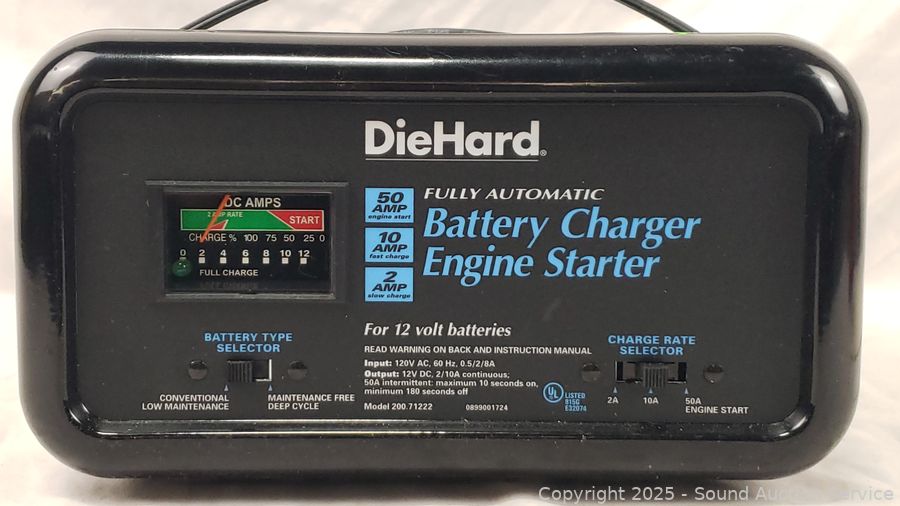 DieHard®
DC AMPS
2 AMP RATE
START
CHARGE % 100 75 50 25 0
0 2 4 6 8 10 12
FULL CHARGE
50
AMP
engine start
10
AMP
fast charge
2
AMP
slow charge
FULLY AUTOMATIC
Battery Charger
Engine Starter
For 12 volt batteries
READ WARNING ON BACK AND INSTRUCTION MANUAL
Input: 120V AC, 60 Hz, 0.5/2/8A
Output: 12V DC, 2/10A continuous;
50A intermittent: maximum 10 seconds on,
minimum 180 seconds off
Model 200.71222 0899001724
UL
LISTED
815G
E32074
BATTERY TYPE
SELECTOR
CONVENTIONAL
LOW MAINTENANCE
MAINTENANCE FREE
DEEP CYCLE
CHARGE RATE
SELECTOR
2A 10A 50A
ENGINE START
Copyright 2025 - Sound Auction Service